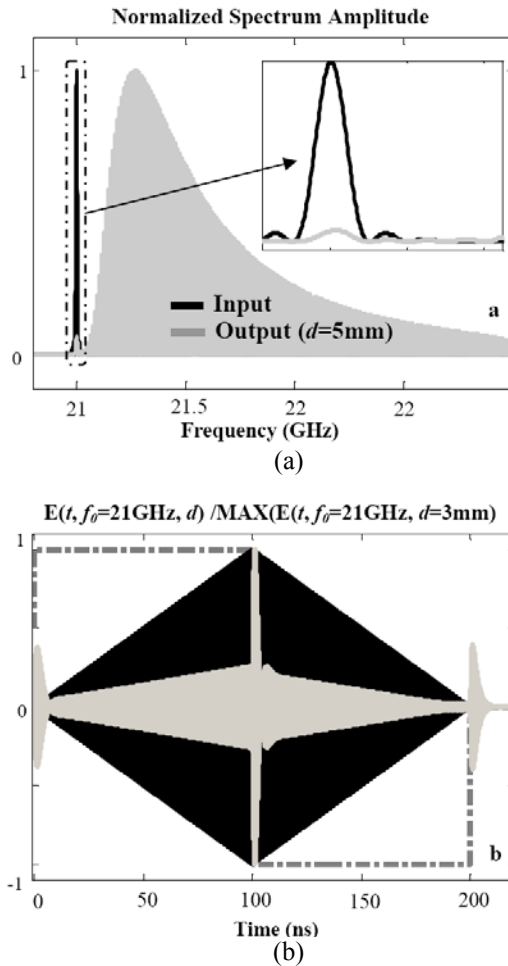 Normalized Spectrum Amplitude
1
0
a
Input
Output (d=5mm)
21 21.5 22 22
Frequency (GHz)
(a)
E(t, f0=21GHz, d) /MAX(E(t, f0=21GHz, d=3mm)
1
0
-1
b
0 50 100 150 200
Time (ns)
(b)